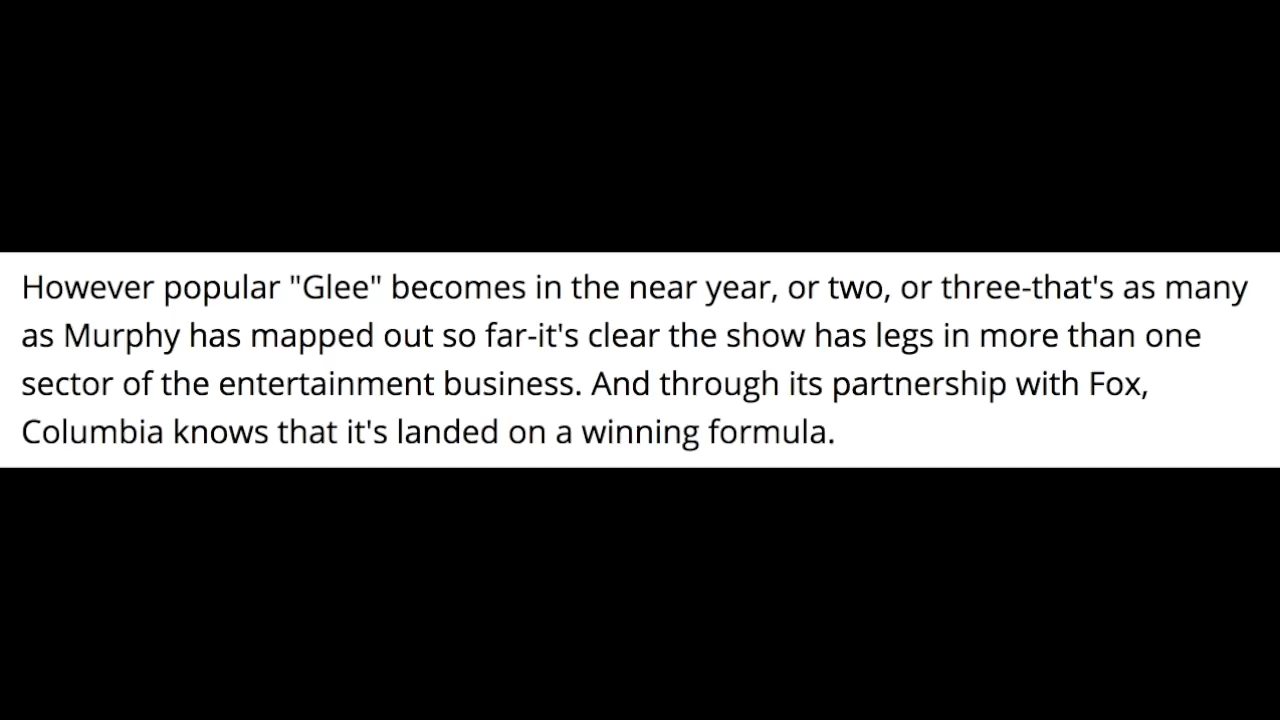 However popular "Glee" becomes in the near year, or two, or three-that's as many
as Murphy has mapped out so far-it's clear the show has legs in more than one
sector of the entertainment business. And through its partnership with Fox,
Columbia knows that it's landed on a winning formula.